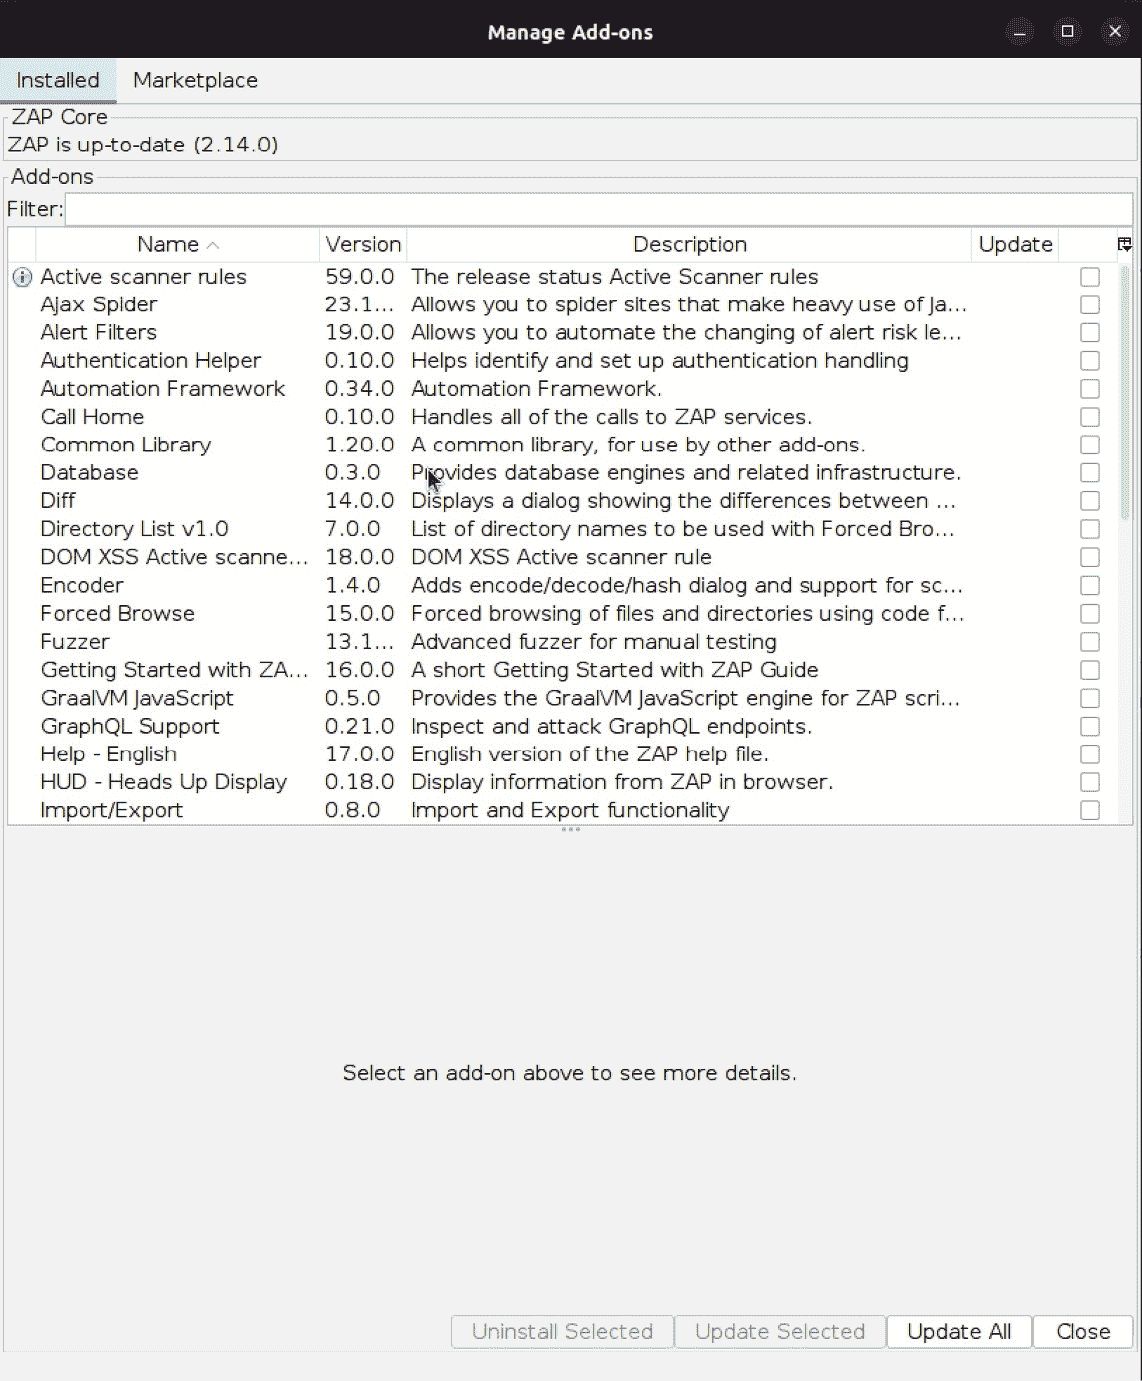 Manage Add-ons
Installed Marketplace
ZAP Core
ZAP is up-to-date (2.14.0)
Add-ons
Filter:
Name Version Description Update
Active scanner rules 59.0.0 The release status Active Scanner rules
Ajax Spider 23.1... Allows you to spider sites that make heavy use of Ja...
Alert Filters 19.0.0 Allows you to automate the changing of alert risk le...
Authentication Helper 0.10.0 Helps identify and set up authentication handling
Automation Framework 0.34.0 Automation Framework.
Call Home 0.10.0 Handles all of the calls to ZAP services.
Common Library 1.20.0 A common library, for use by other add-ons.
Database 0.3.0 Provides database engines and related infrastructure.
Diff 14.0.0 Displays a dialog showing the differences between ...
Directory List v1.0 7.0.0 List of directory names to be used with Forced Bro...
DOM XSS Active scanne... 18.0.0 DOM XSS Active scanner rule
Encoder 1.4.0 Adds encode/decode/hash dialog and support for sc...
Forced Browse 15.0.0 Forced browsing of files and directories using code f...
Fuzzer 13.1... Advanced fuzzer for manual testing
Getting Started with ZA... 16.0.0 A short Getting Started with ZAP Guide
GraalVM JavaScript 0.5.0 Provides the GraalVM JavaScript engine for ZAP scri...
GraphQL Support 0.21.0 Inspect and attack GraphQL endpoints.
Help - English 17.0.0 English version of the ZAP help file.
HUD - Heads Up Display 0.18.0 Display information from ZAP in browser.
Import/Export 0.8.0 Import and Export functionality
Select an add-on above to see more details.
Uninstall Selected Update Selected Update All Close